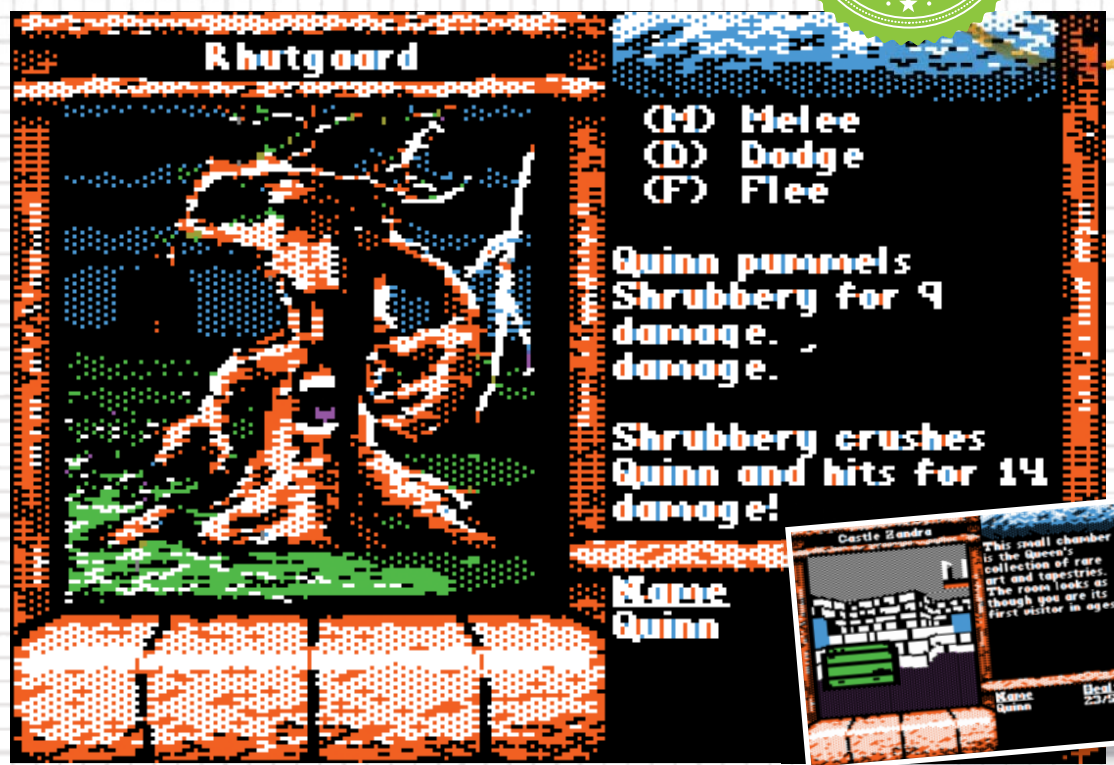 Rhutgaard
(M) Melee
(D) Dodge
(F) Flee
Quinn pummels
Shrubbery for 9
damage.
damage.
Shrubbery crushes
Quinn and hits for 14
damage!
Name
Quinn
Castle Zandra
This small chamber
is the Queen's
collection of rare
art and tapestries.
The room looks as
though you are its
first visitor in ages
Name
Quinn
23/